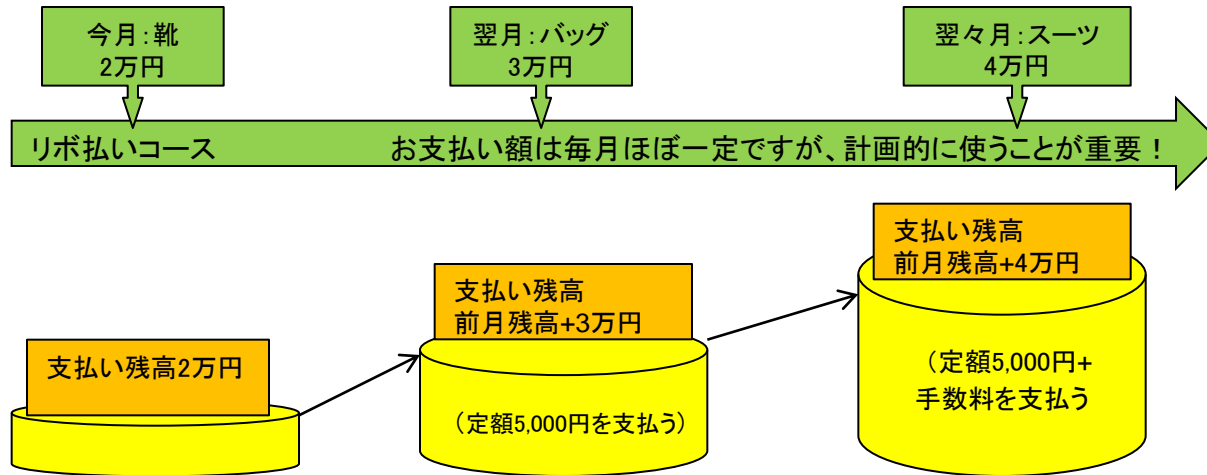 今月:靴
2万円
翌月:バッグ
3万円
翌々月:スーツ
4万円
リボ払いコース
お支払い額は毎月ほぼ一定ですが、計画的に使うことが重要!
支払い残高2万円
支払い残高
前月残高+3万円
(定額5,000円を支払う)
支払い残高
前月残高+4万円
(定額5,000円+
手数料を支払う